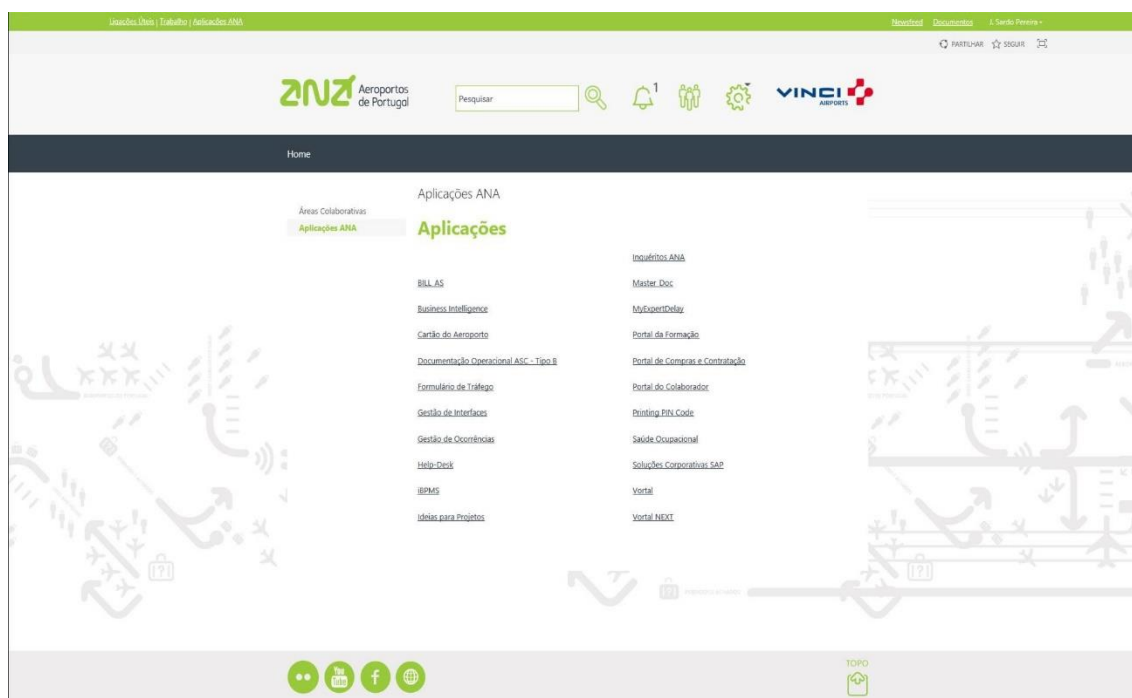 Ligações Úteis | Trabalho | Aplicações ANA
Newsfeed Documentos J. Sardo Pereira
PARTILHAR SEGUIR
ana Aeroportos
de Portugal
Pesquisar
1
VINCI
AIRPORTS
Home
Áreas Colaborativas
Aplicações ANA
Aplicações ANA
Aplicações
Inquéritos ANA
BILL AS
Master Doc
Business Intelligence
MyExpertDelay
Cartão do Aeroporto
Portal da Formação
Documentação Operacional ASC - Tipo B
Portal de Compras e Contratação
Formulário de Tráfego
Portal do Colaborador
Gestão de Interfaces
Printing PIN Code
Gestão de Ocorrências
Saúde Ocupacional
Help-Desk
Soluções Corporativas SAP
iBPMS
Vortal
Ideias para Projetos
Vortal NEXT
[?]
[?]
[?]
You
Tube
f
TOPO